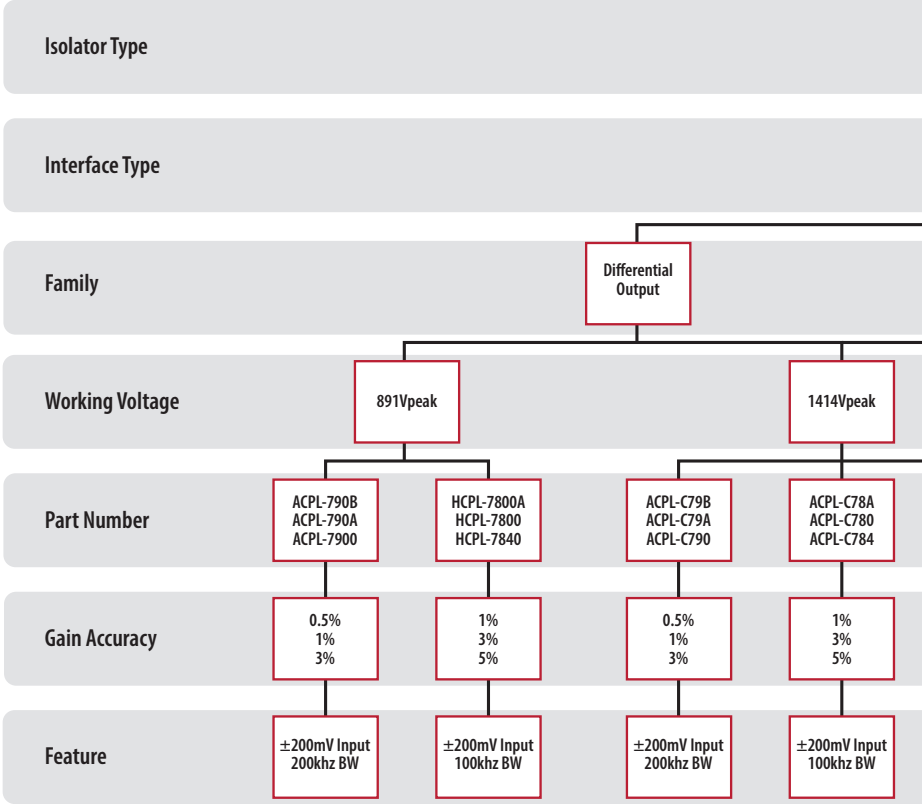 Isolator Type
Interface Type
Family
Differential
Output
Working Voltage
891Vpeak
1414Vpeak
Part Number
ACPL-790B
ACPL-790A
ACPL-7900
HCPL-7800A
HCPL-7800
HCPL-7840
ACPL-C79B
ACPL-C79A
ACPL-C790
ACPL-C78A
ACPL-C780
ACPL-C784
Gain Accuracy
0.5%
1%
3%
1%
3%
5%
0.5%
1%
3%
1%
3%
5%
Feature
±200mV Input
200khz BW
±200mV Input
100khz BW
±200mV Input
200khz BW
±200mV Input
100khz BW